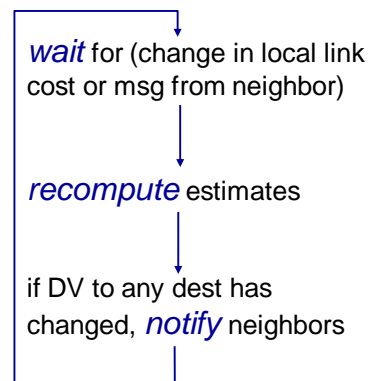 wait for (change in local link
cost or msg from neighbor)
recompute estimates
if DV to any dest has
changed, notify neighbors